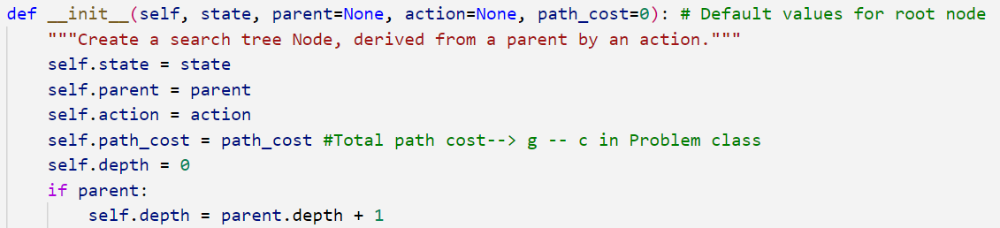 def __init__(self, state, parent=None, action=None, path_cost=0): # Default values for root node
"""Create a search tree Node, derived from a parent by an action."""
self.state = state
self.parent = parent
self.action = action
self.path_cost = path_cost #Total path cost--> g -- c in Problem class
self.depth = 0
if parent:
self.depth = parent.depth + 1